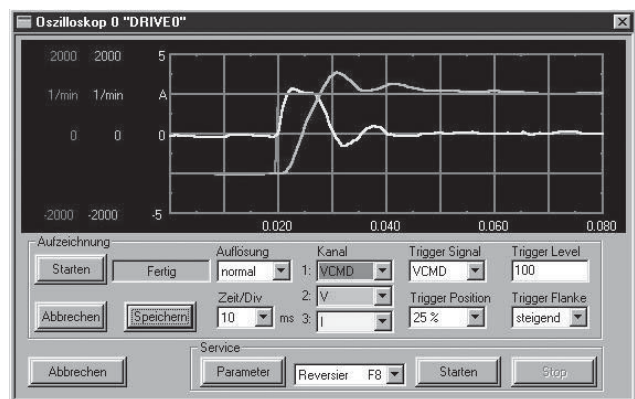 Oszilloskop 0 "DRIVE0"
2000 2000 5
1/min 1/min A
0 0 0
-2000 -2000 -5
0.020 0.040 0.060 0.080
Aufzeichnung
Starten Fertig
Abbrechen Speichern
Auflösung
normal
Zeit/Div
10 ms
Kanal
1: VCMD
2: V
3: I
Trigger Signal
VCMD
Trigger Position
25 %
Trigger Level
100
Trigger Flanke
steigend
Abbrechen
Service
Parameter Reversier F8 Starten Stop